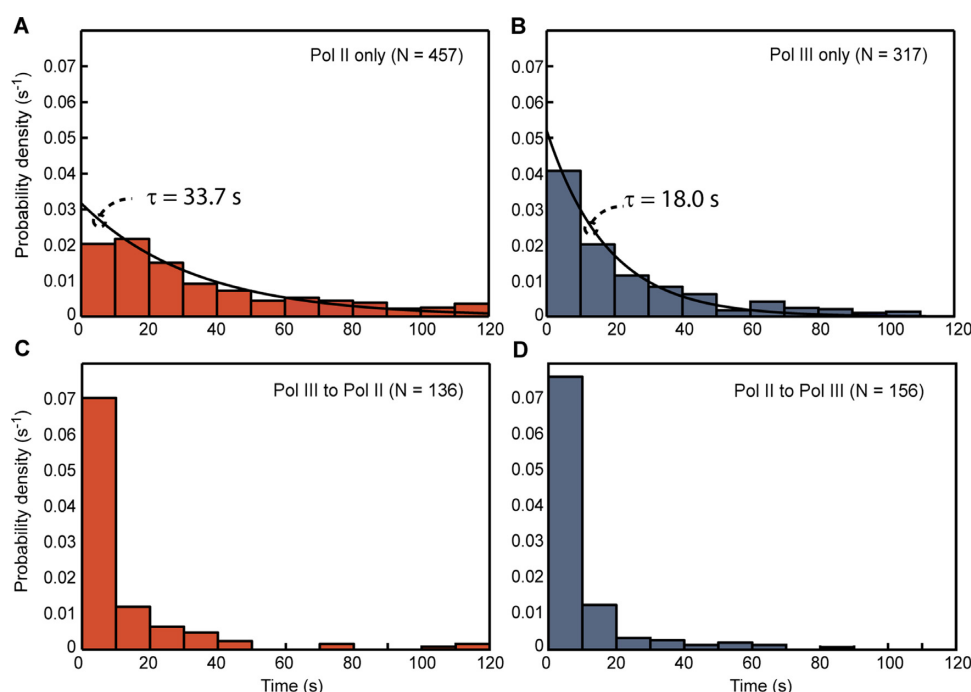 A
Pol II only (N = 457)
0.07
0.06
0.05
0.04
0.03
0.02
0.01
0
Probability density (s⁻¹)
τ = 33.7 s
0 20 40 60 80 100 120
B
Pol III only (N = 317)
0.07
0.06
0.05
0.04
0.03
0.02
0.01
0
τ = 18.0 s
0 20 40 60 80 100 120
C
Pol III to Pol II (N = 136)
0.07
0.06
0.05
0.04
0.03
0.02
0.01
0
Probability density (s⁻¹)
0 20 40 60 80 100 120
Time (s)
D
Pol II to Pol III (N = 156)
0.07
0.06
0.05
0.04
0.03
0.02
0.01
0
0 20 40 60 80 100 120
Time (s)